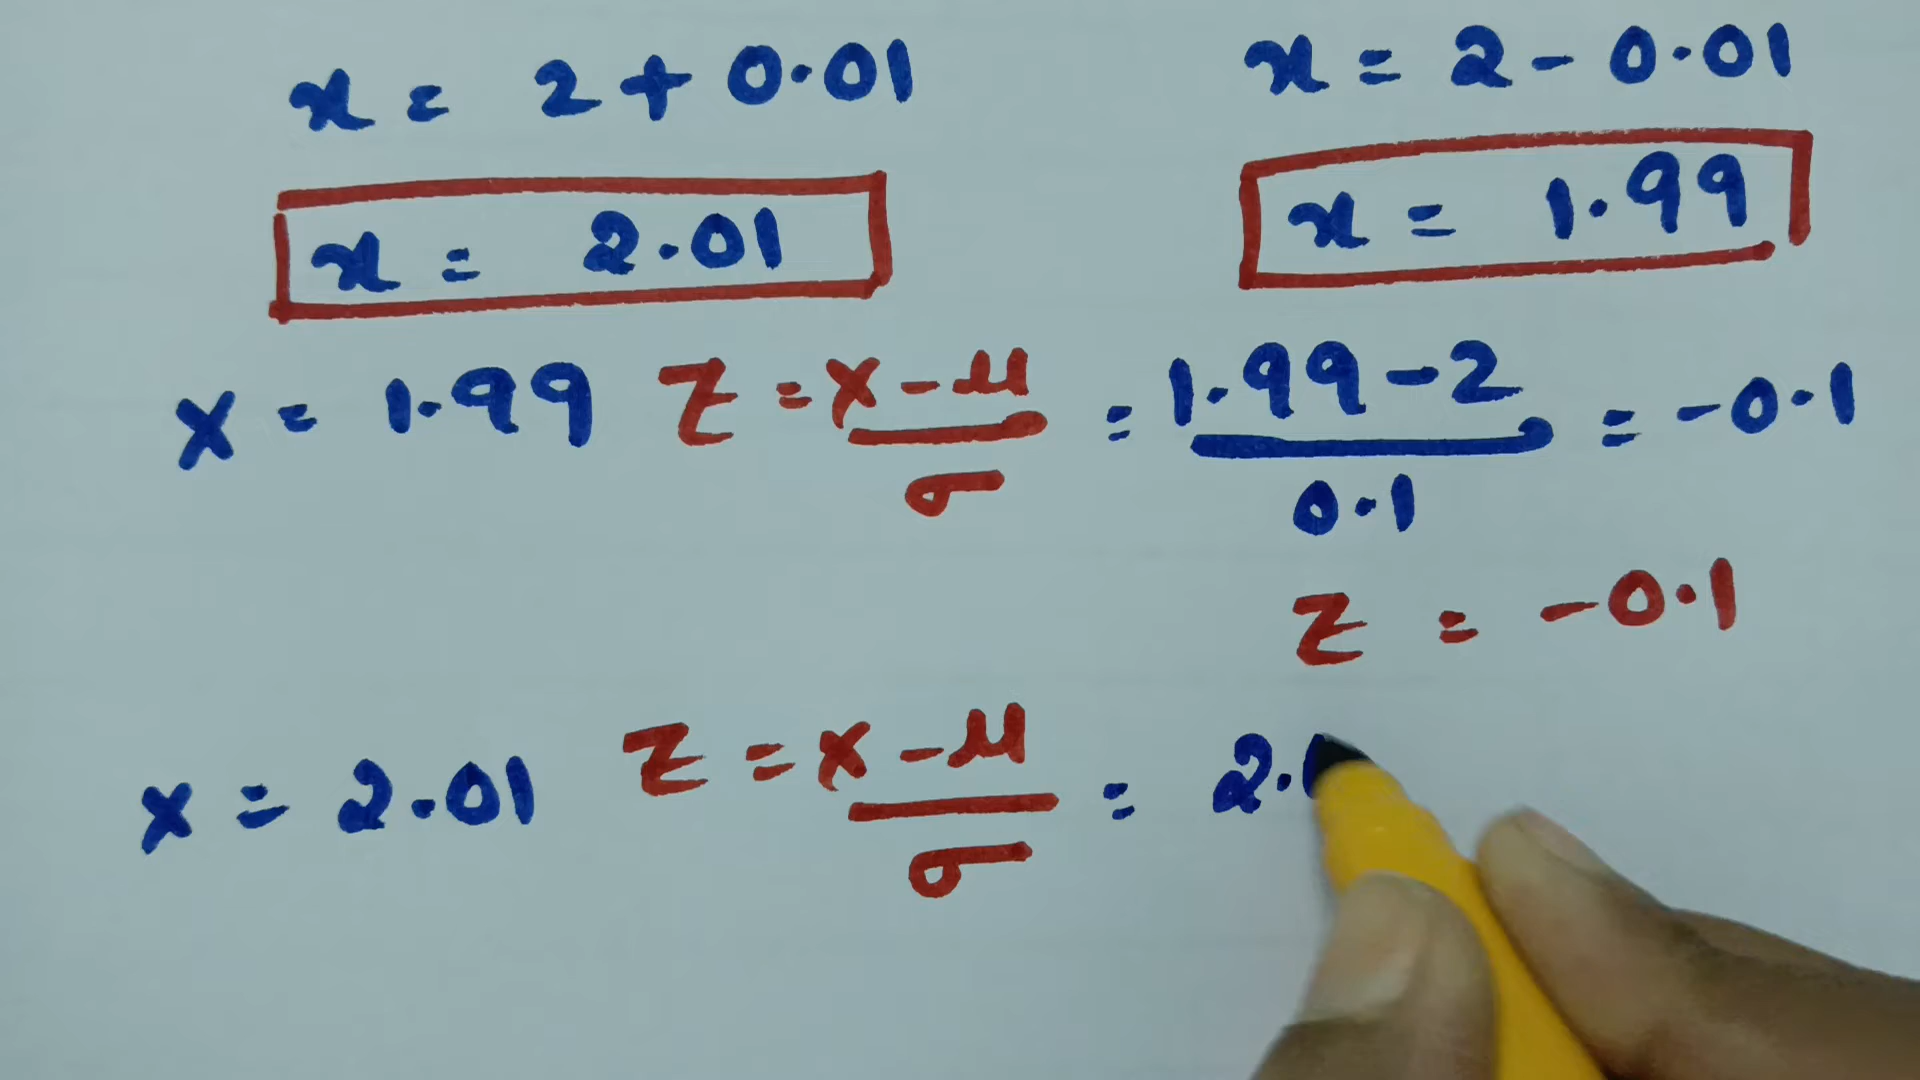 x = 2 + 0.01
x = 2 - 0.01
x = 2.01
x = 1.99
x = 1.99 z = x - μ / σ = 1.99 - 2 / 0.1 = -0.1
z = -0.1
x = 2.01 z = x - μ / σ = 2.